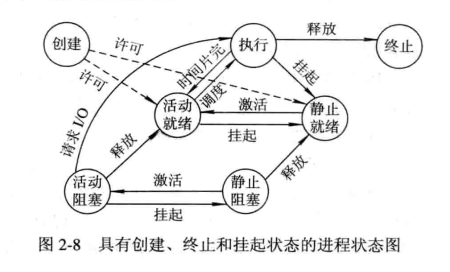 创建
许可
许可
执行
释放
终止
时间片完
调度
挂起
请求 I/O
活动
就绪
激活
挂起
静止
就绪
释放
释放
活动
阻塞
激活
挂起
静止
阻塞
图 2-8 具有创建、终止和挂起状态的进程状态图